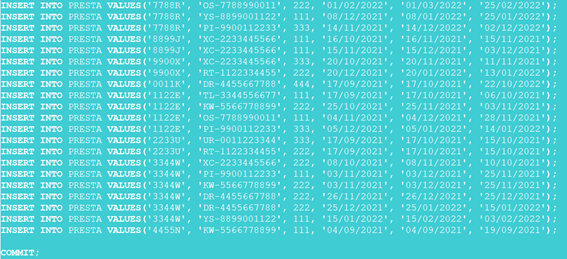 INSERT INTO PRESTA VALUES('7788R', 'OS-7788990011', 222, '01/02/2022', '01/03/2022', '25/02/2022');
INSERT INTO PRESTA VALUES('7788R', 'YS-8899001122', 111, '08/12/2021', '08/01/2022', '25/01/2022');
INSERT INTO PRESTA VALUES('7788R', 'PI-9900112233', 333, '14/11/2021', '14/12/2021', '02/12/2021');
INSERT INTO PRESTA VALUES('8899J', 'XC-2233445566', 111, '16/10/2021', '16/11/2021', '15/11/2021');
INSERT INTO PRESTA VALUES('8899J', 'XC-2233445566', 111, '15/11/2021', '15/12/2021', '03/12/2021');
INSERT INTO PRESTA VALUES('9900X', 'XC-2233445566', 333, '20/10/2021', '20/11/2021', '11/11/2021');
INSERT INTO PRESTA VALUES('9900X', 'RT-1122334455', 222, '20/12/2021', '20/01/2022', '13/01/2022');
INSERT INTO PRESTA VALUES('0011K', 'DR-4455667788', 444, '17/09/2021', '17/10/2021', '22/10/2021');
INSERT INTO PRESTA VALUES('1122E', 'TL-3344556677', 111, '17/09/2021', '17/10/2021', '06/10/2021');
INSERT INTO PRESTA VALUES('1122E', 'KW-5566778899', 222, '25/10/2021', '25/11/2021', '03/11/2021');
INSERT INTO PRESTA VALUES('1122E', 'OS-7788990011', 111, '04/11/2021', '04/12/2021', '28/11/2021');
INSERT INTO PRESTA VALUES('1122E', 'PI-9900112233', 333, '05/12/2021', '05/01/2022', '14/01/2022');
INSERT INTO PRESTA VALUES('2233U', 'UR-0011223344', 333, '17/09/2021', '17/10/2021', '15/10/2021');
INSERT INTO PRESTA VALUES('2233U', 'RT-1122334455', 222, '17/09/2021', '17/10/2021', '15/10/2021');
INSERT INTO PRESTA VALUES('3344W', 'XC-2233445566', 222, '08/10/2021', '08/11/2021', '10/10/2021');
INSERT INTO PRESTA VALUES('3344W', 'PI-9900112233', 111, '03/11/2021', '03/12/2021', '25/11/2021');
INSERT INTO PRESTA VALUES('3344W', 'KW-5566778899', 111, '03/11/2021', '03/12/2021', '25/11/2021');
INSERT INTO PRESTA VALUES('3344W', 'DR-4455667788', 222, '26/11/2021', '26/12/2021', '25/12/2021');
INSERT INTO PRESTA VALUES('3344W', 'DR-4455667788', 222, '25/12/2021', '25/01/2022', '15/01/2022');
INSERT INTO PRESTA VALUES('3344W', 'YS-8899001122', 111, '15/01/2022', '15/02/2022', '03/02/2022');
INSERT INTO PRESTA VALUES('4455N', 'KW-5566778899', 111, '04/09/2021', '04/09/2021', '19/09/2021');
COMMIT;